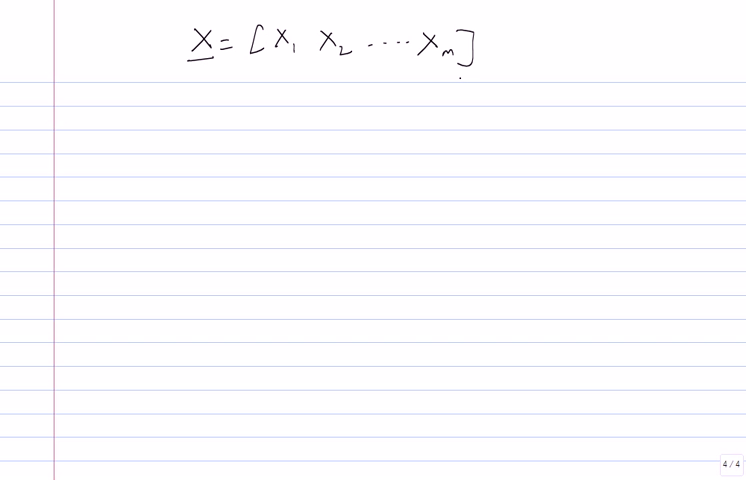 X = [x₁ x₂ ..... xₘ]
4 / 4